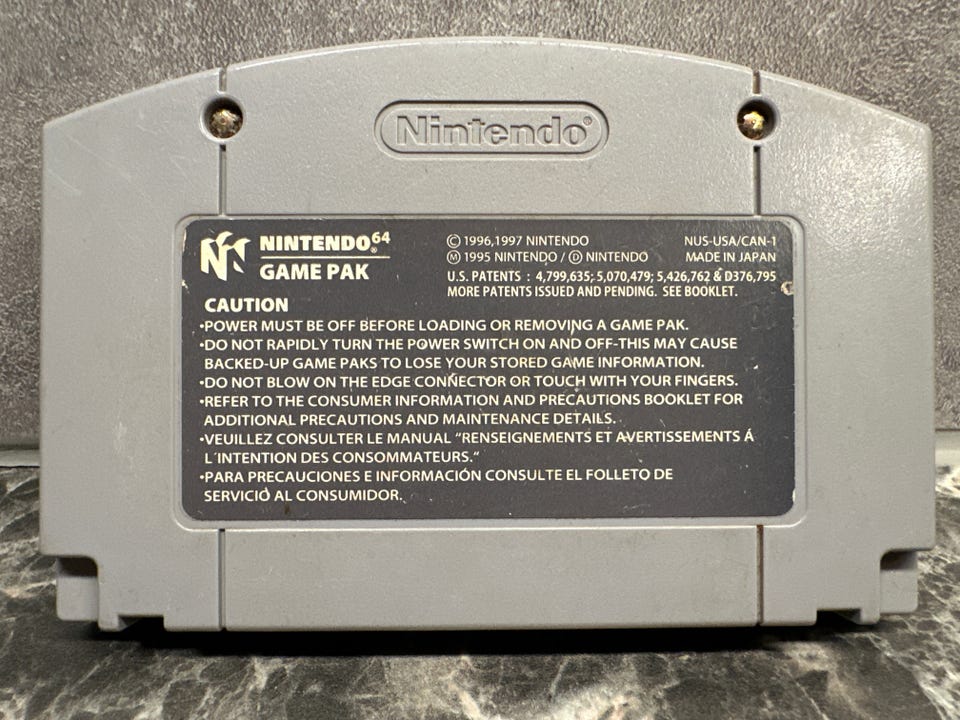 Nintendo®
NINTENDO64®
GAME PAK
© 1996,1997 NINTENDO
Ⓜ 1995 NINTENDO / Ⓓ NINTENDO
NUS-USA/CAN-1
MADE IN JAPAN
U.S. PATENTS : 4,799,635; 5,070,479; 5,426,762 & D376,795
MORE PATENTS ISSUED AND PENDING. SEE BOOKLET.
CAUTION
•POWER MUST BE OFF BEFORE LOADING OR REMOVING A GAME PAK.
•DO NOT RAPIDLY TURN THE POWER SWITCH ON AND OFF-THIS MAY CAUSE
BACKED-UP GAME PAKS TO LOSE YOUR STORED GAME INFORMATION.
•DO NOT BLOW ON THE EDGE CONNECTOR OR TOUCH WITH YOUR FINGERS.
•REFER TO THE CONSUMER INFORMATION AND PRECAUTIONS BOOKLET FOR
ADDITIONAL PRECAUTIONS AND MAINTENANCE DETAILS.
•VEUILLEZ CONSULTER LE MANUAL “RENSEIGNEMENTS ET AVERTISSEMENTS Á
L'INTENTION DES CONSOMMATEURS.“
•PARA PRECAUCIONES E INFORMACIÓN CONSULTE EL FOLLETO DE
SERVICIO AL CONSUMIDOR.